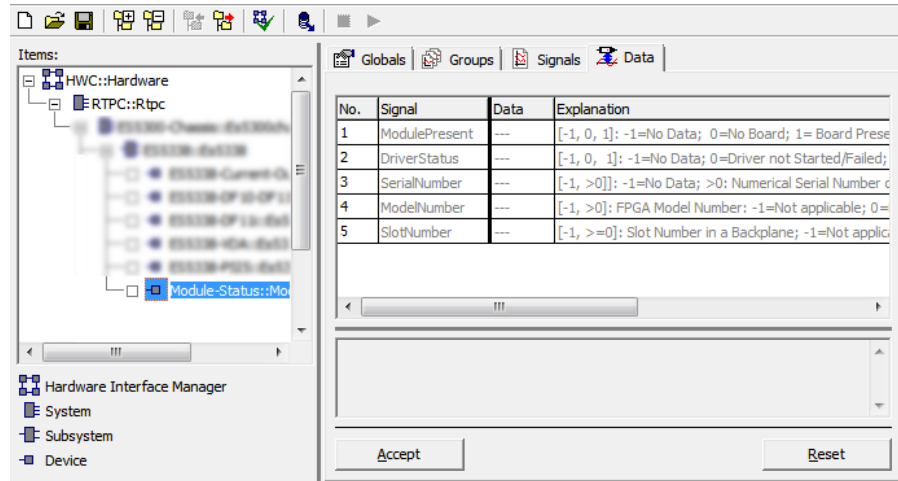 Items:
HWC::Hardware
RTPC::Rtpc
Module-Status::Mo
Hardware Interface Manager
System
Subsystem
Device
Globals Groups Signals Data
No. Signal Data Explanation
1 ModulePresent --- [-1, 0, 1]: -1=No Data; 0=No Board; 1= Board Prese
2 DriverStatus --- [-1, 0, 1]: -1=No Data; 0=Driver not Started/Failed;
3 SerialNumber --- [-1, >0]]: -1=No Data; >0: Numerical Serial Number
4 ModelNumber --- [-1, >0]: FPGA Model Number: -1=Not applicable; 0=
5 SlotNumber --- [-1, >=0]: Slot Number in a Backplane; -1=Not applic
Accept Reset